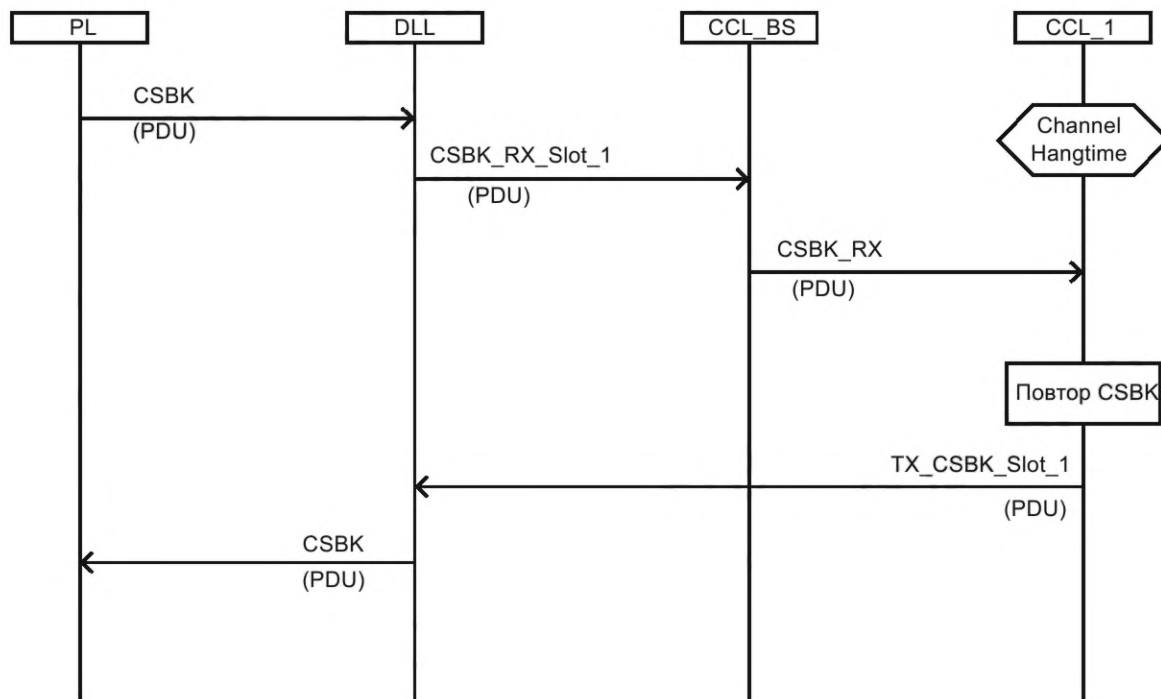 PL
DLL
CCL_BS
CCL_1
CSBK
(PDU)
Channel
Hangtime
CSBK_RX_Slot_1
(PDU)
CSBK_RX
(PDU)
Повтор CSBK
TX_CSBK_Slot_1
(PDU)
CSBK
(PDU)